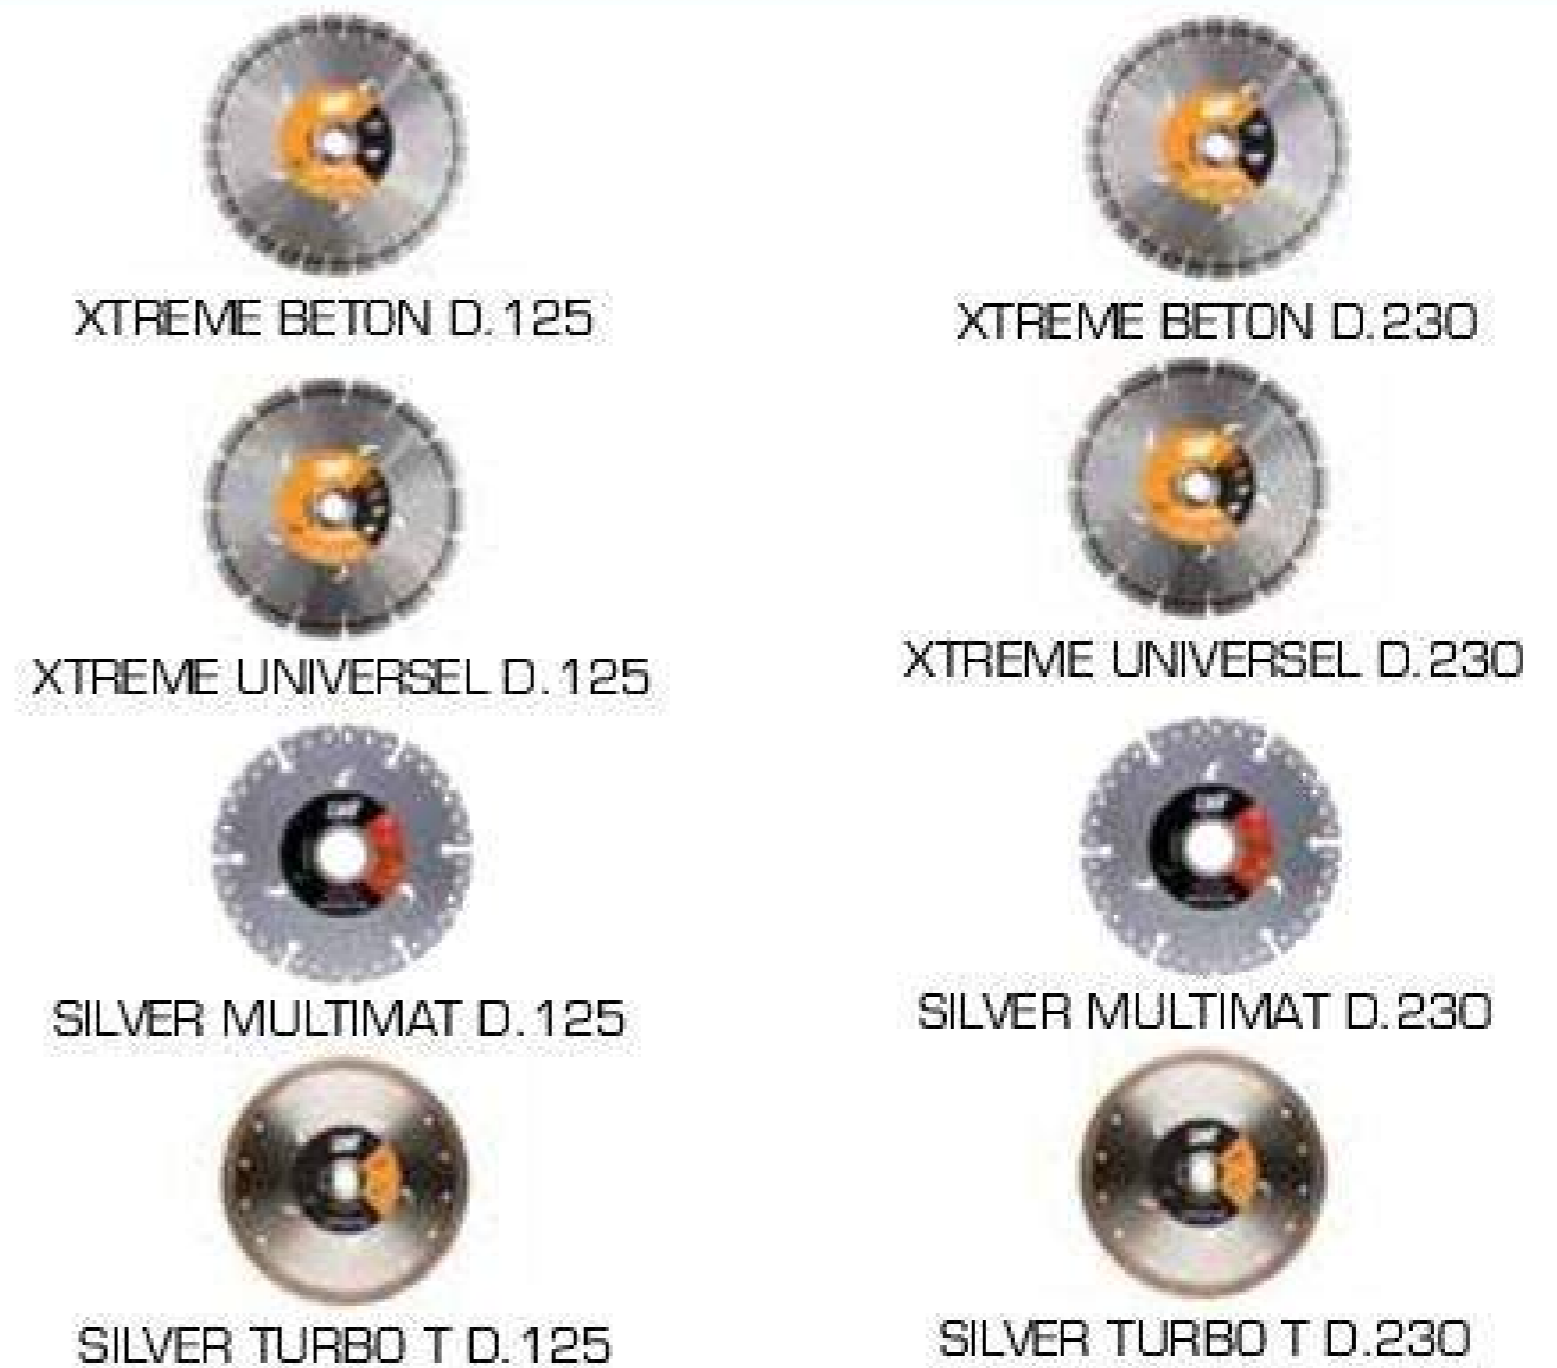 XTREME BETON D.125
XTREME BETON D.230
XTREME UNIVERSEL D.125
XTREME UNIVERSEL D.230
SILVER MULTIMAT D.125
SILVER MULTIMAT D.230
SILVER TURBO T D.125
SILVER TURBO T D.230